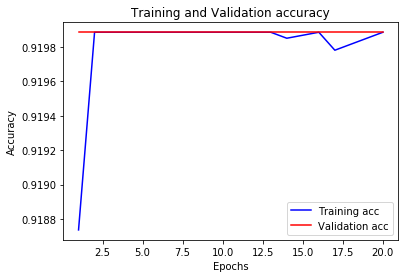 Training and Validation accuracy
Accuracy
0.9198
0.9196
0.9194
0.9192
0.9190
0.9188
Training acc
Validation acc
2.5 5.0 7.5 10.0 12.5 15.0 17.5 20.0
Epochs